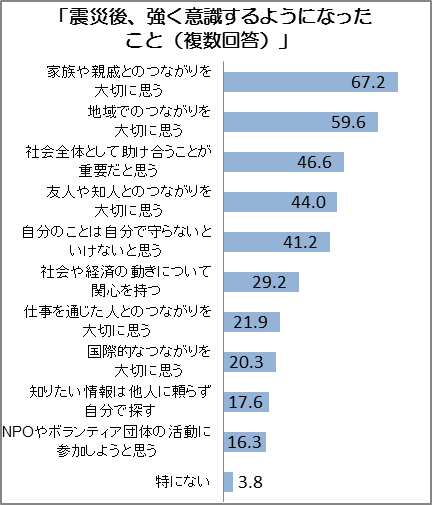 「震災後、強く意識するようになった
こと（複数回答）」
家族や親戚とのつながりを
大切に思う
67.2
地域でのつながりを
大切に思う
59.6
社会全体として助け合うことが
重要だと思う
46.6
友人や知人とのつながりを
大切に思う
44.0
自分のことは自分で守らないと
いけないと思う
41.2
社会や経済の動きについて
関心を持つ
29.2
仕事を通じた人とのつながりを
大切に思う
21.9
国際的なつながりを
大切に思う
20.3
知りたい情報は他人に頼らず
自分で探す
17.6
NPOやボランティア団体の活動に
参加しようと思う
16.3
特にない
3.8